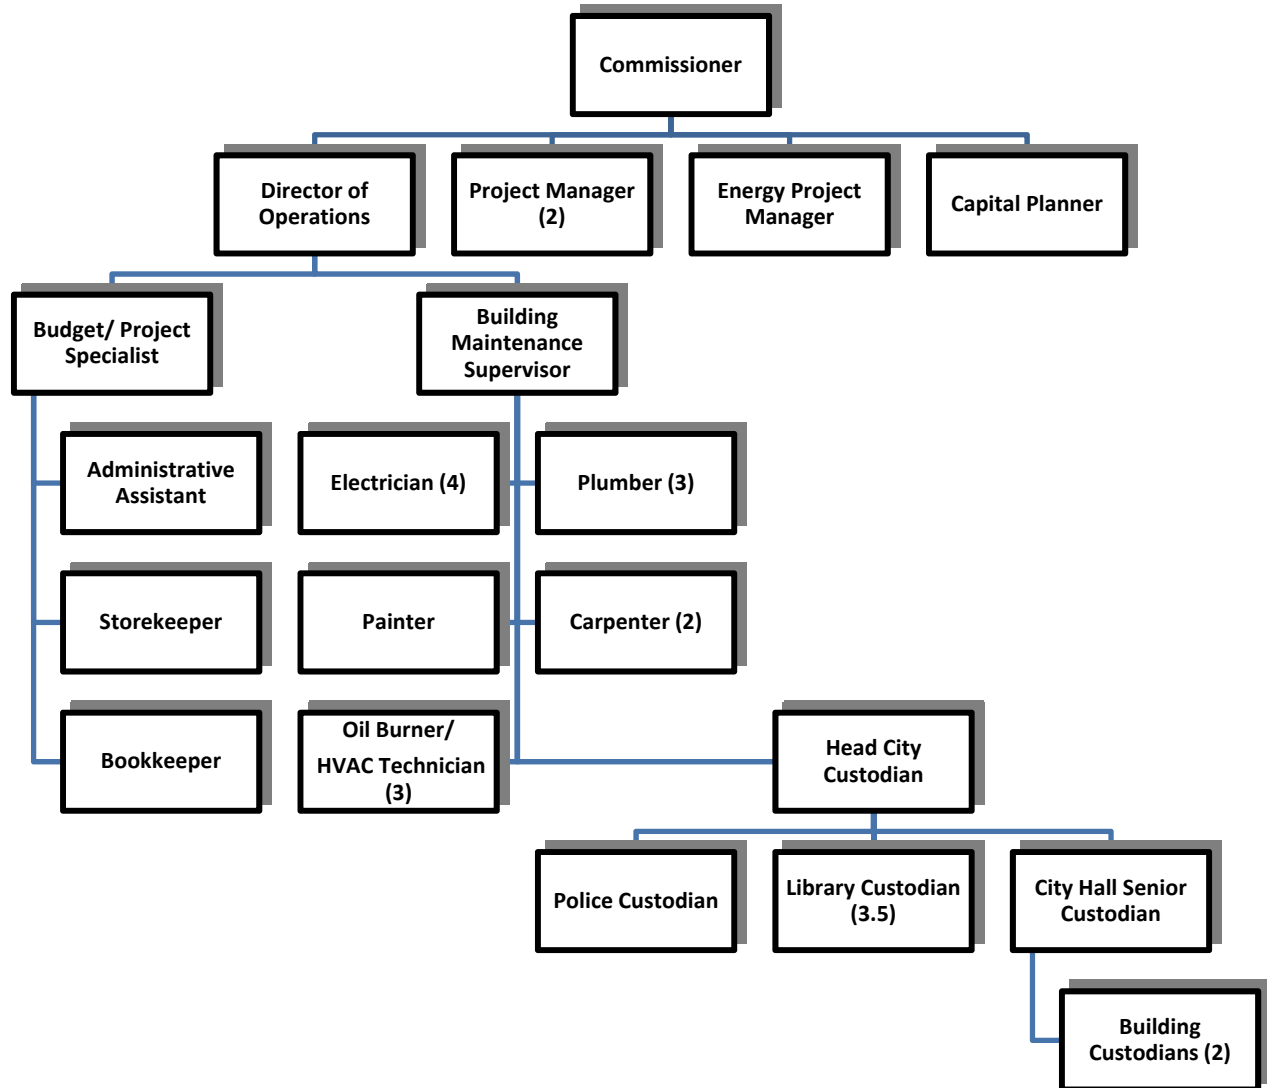 Commissioner
Director of
Operations
Project Manager
(2)
Energy Project
Manager
Capital Planner
Budget/ Project
Specialist
Building
Maintenance
Supervisor
Administrative
Assistant
Electrician (4)
Plumber (3)
Storekeeper
Painter
Carpenter (2)
Bookkeeper
Oil Burner/
HVAC Technician
(3)
Head City
Custodian
Police Custodian
Library Custodian
(3.5)
City Hall Senior
Custodian
Building
Custodians (2)